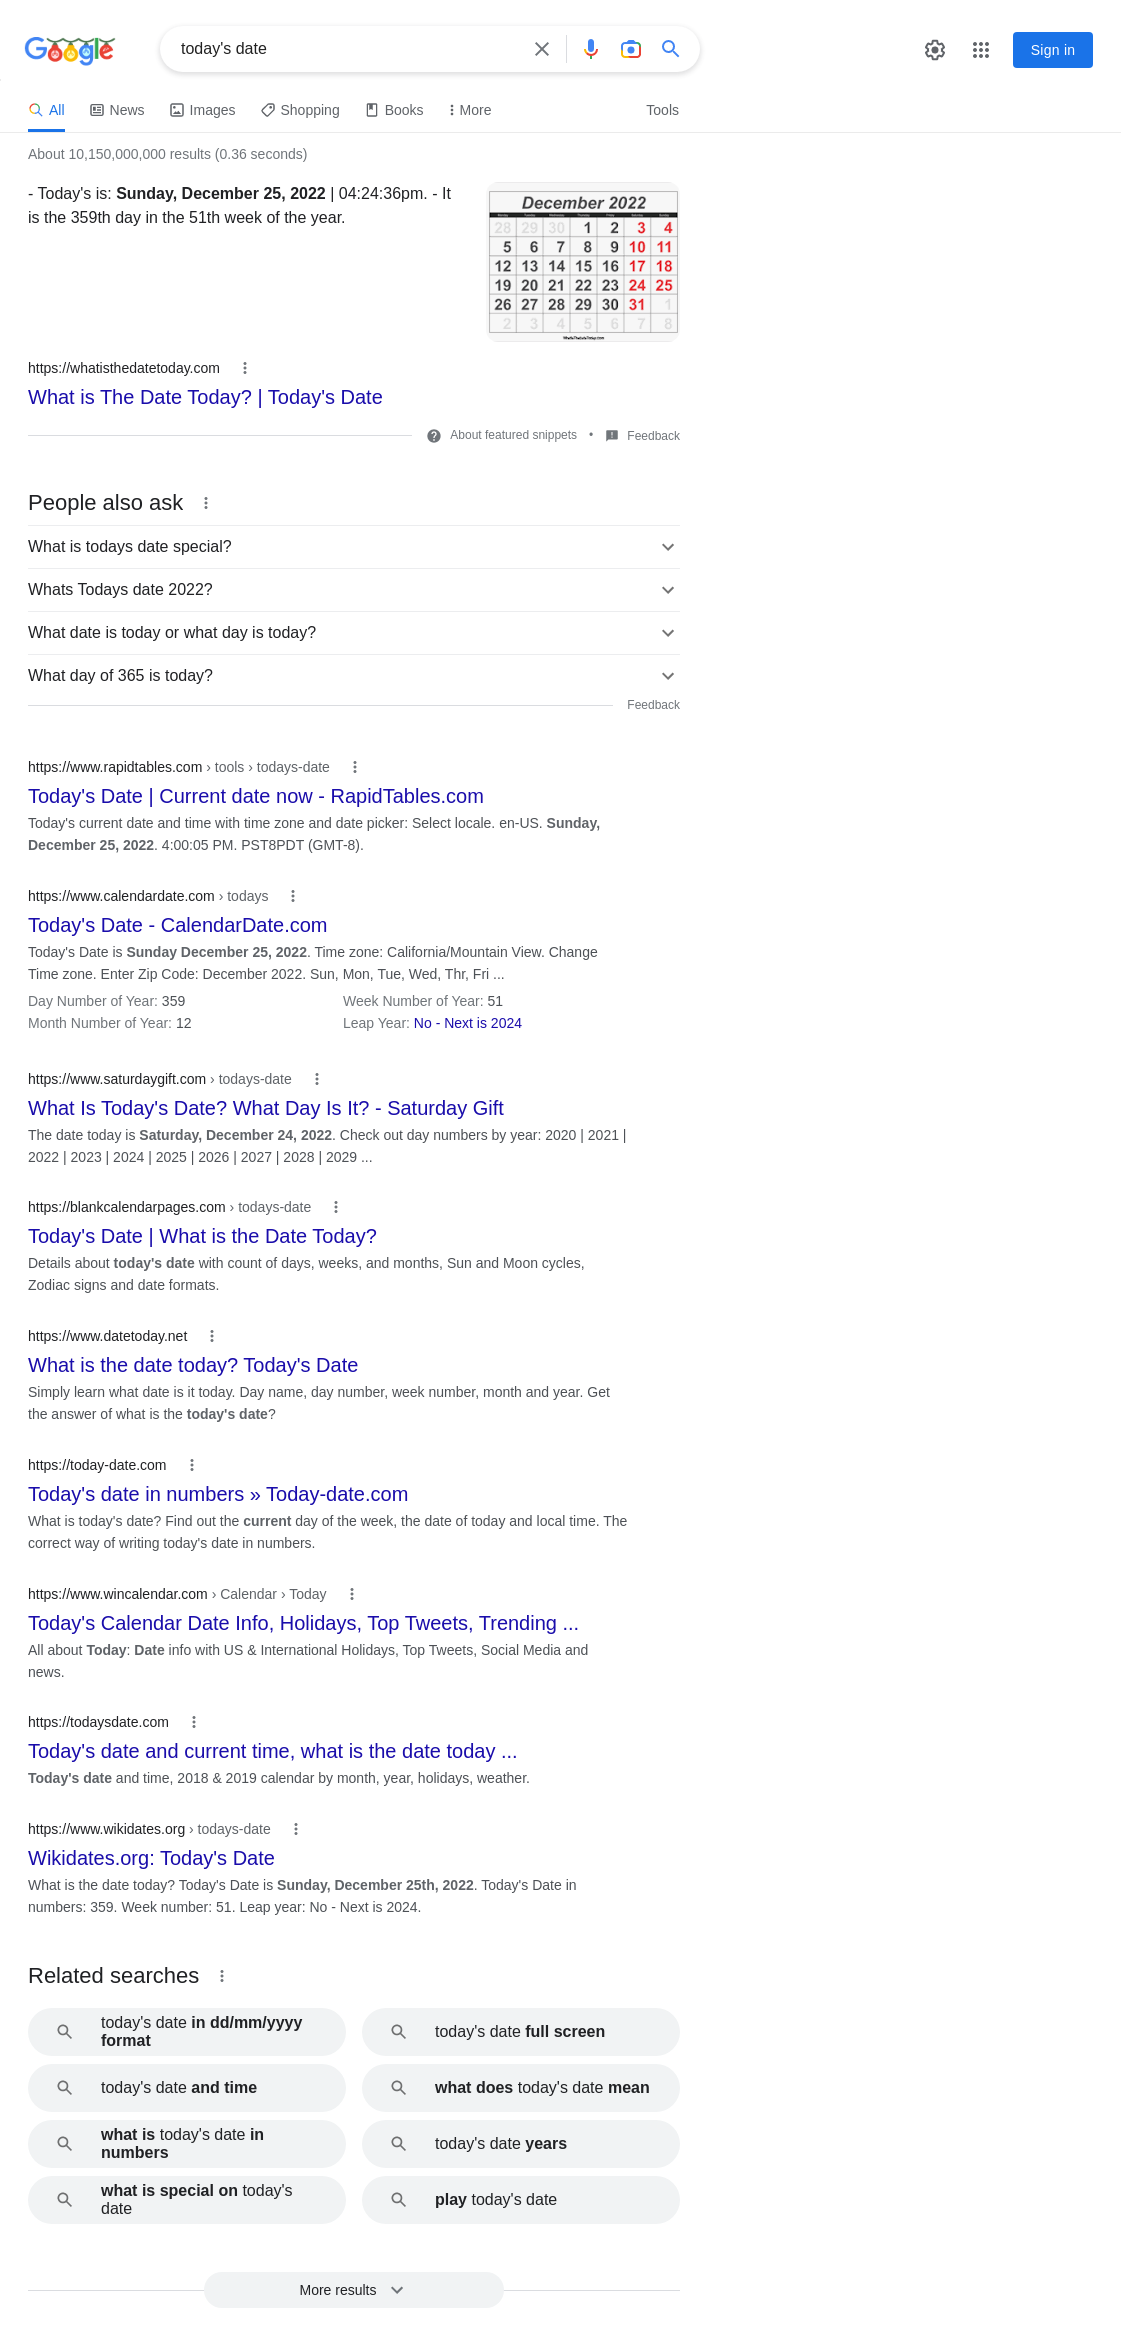 Google
today's date
Sign in
All News Images Shopping Books More Tools
About 10,150,000,000 results (0.36 seconds)
- Today's is: Sunday, December 25, 2022 | 04:24:36pm. - It
is the 359th day in the 51th week of the year.
December 2022
Monday Tuesday Wednesday Thursday Friday Saturday Sunday
28 29 30 1 2 3 4
5 6 7 8 9 10 11
12 13 14 15 16 17 18
19 20 21 22 23 24 25
26 27 28 29 30 31 1
2 3 4 5 6 7 8
WhatIsTheDateToday.Com
https://whatisthedatetoday.com
What is The Date Today? | Today's Date
About featured snippets • Feedback
People also ask
What is todays date special?
Whats Todays date 2022?
What date is today or what day is today?
What day of 365 is today?
Feedback
https://www.rapidtables.com › tools › todays-date
Today's Date | Current date now - RapidTables.com
Today's current date and time with time zone and date picker: Select locale. en-US. Sunday,
December 25, 2022. 4:00:05 PM. PST8PDT (GMT-8).
https://www.calendardate.com › todays
Today's Date - CalendarDate.com
Today's Date is Sunday December 25, 2022. Time zone: California/Mountain View. Change
Time zone. Enter Zip Code: December 2022. Sun, Mon, Tue, Wed, Thr, Fri ...
Day Number of Year: 359 Week Number of Year: 51
Month Number of Year: 12 Leap Year: No - Next is 2024
https://www.saturdaygift.com › todays-date
What Is Today's Date? What Day Is It? - Saturday Gift
The date today is Saturday, December 24, 2022. Check out day numbers by year: 2020 | 2021 |
2022 | 2023 | 2024 | 2025 | 2026 | 2027 | 2028 | 2029 ...
https://blankcalendarpages.com › todays-date
Today's Date | What is the Date Today?
Details about today's date with count of days, weeks, and months, Sun and Moon cycles,
Zodiac signs and date formats.
https://www.datetoday.net
What is the date today? Today's Date
Simply learn what date is it today. Day name, day number, week number, month and year. Get
the answer of what is the today's date?
https://today-date.com
Today's date in numbers » Today-date.com
What is today's date? Find out the current day of the week, the date of today and local time. The
correct way of writing today's date in numbers.
https://www.wincalendar.com › Calendar › Today
Today's Calendar Date Info, Holidays, Top Tweets, Trending ...
All about Today: Date info with US & International Holidays, Top Tweets, Social Media and
news.
https://todaysdate.com
Today's date and current time, what is the date today ...
Today's date and time, 2018 & 2019 calendar by month, year, holidays, weather.
https://www.wikidates.org › todays-date
Wikidates.org: Today's Date
What is the date today? Today's Date is Sunday, December 25th, 2022. Today's Date in
numbers: 359. Week number: 51. Leap year: No - Next is 2024.
Related searches
today's date in dd/mm/yyyy
format
today's date full screen
today's date and time
what does today's date mean
what is today's date in
numbers
today's date years
what is special on today's
date
play today's date
More results